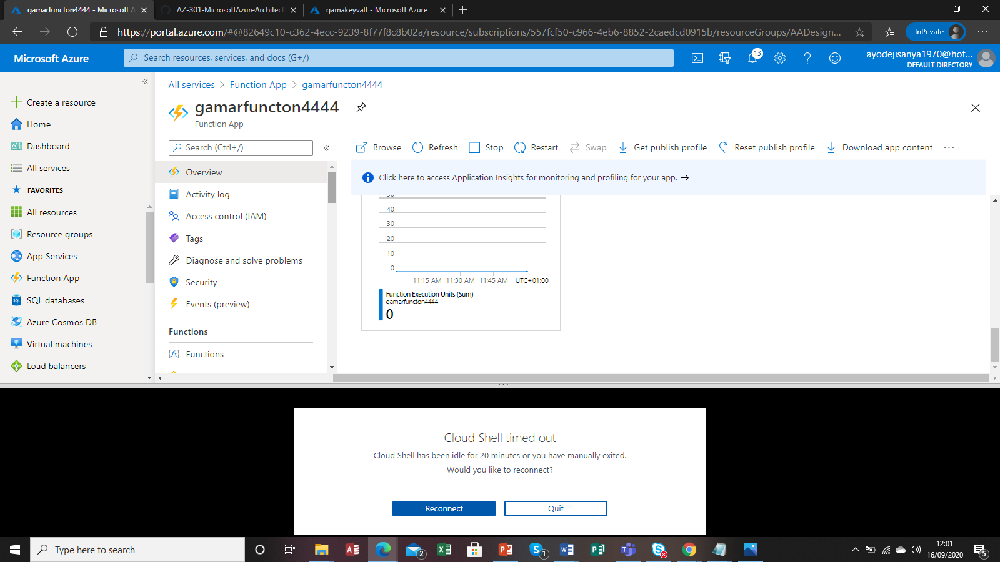 gamarfuncton4444 - Microsoft A
AZ-301-MicrosoftAzureArchitect
gamakeyvalt - Microsoft Azure
https://portal.azure.com/#@82649c10-c362-4ecc-9239-8f77f8c8b02a/resource/subscriptions/557fcf50-c966-4eb6-8852-2caedcd0915b/resourceGroups/AADesign...
InPrivate
Microsoft Azure
Search resources, services, and docs (G+/)
13
ayodejisanya1970@hot...
DEFAULT DIRECTORY
Create a resource
Home
Dashboard
All services
FAVORITES
All resources
Resource groups
App Services
Function App
SQL databases
Azure Cosmos DB
Virtual machines
Load balancers
All services > Function App > gamarfuncton4444
gamarfuncton4444
Function App
Search (Ctrl+/)
Overview
Activity log
Access control (IAM)
Tags
Diagnose and solve problems
Security
Events (preview)
Functions
Functions
Browse
Refresh
Stop
Restart
Swap
Get publish profile
Reset publish profile
Download app content
Click here to access Application Insights for monitoring and profiling for your app.
40
30
20
10
0
11:15 AM 11:30 AM 11:45 AM UTC+01:00
Function Execution Units (Sum)
gamarfuncton4444
0
Cloud Shell timed out
Cloud Shell has been idle for 20 minutes or you have manually exited.
Would you like to reconnect?
Reconnect
Quit
Type here to search
2
1
12:01
16/09/2020
5